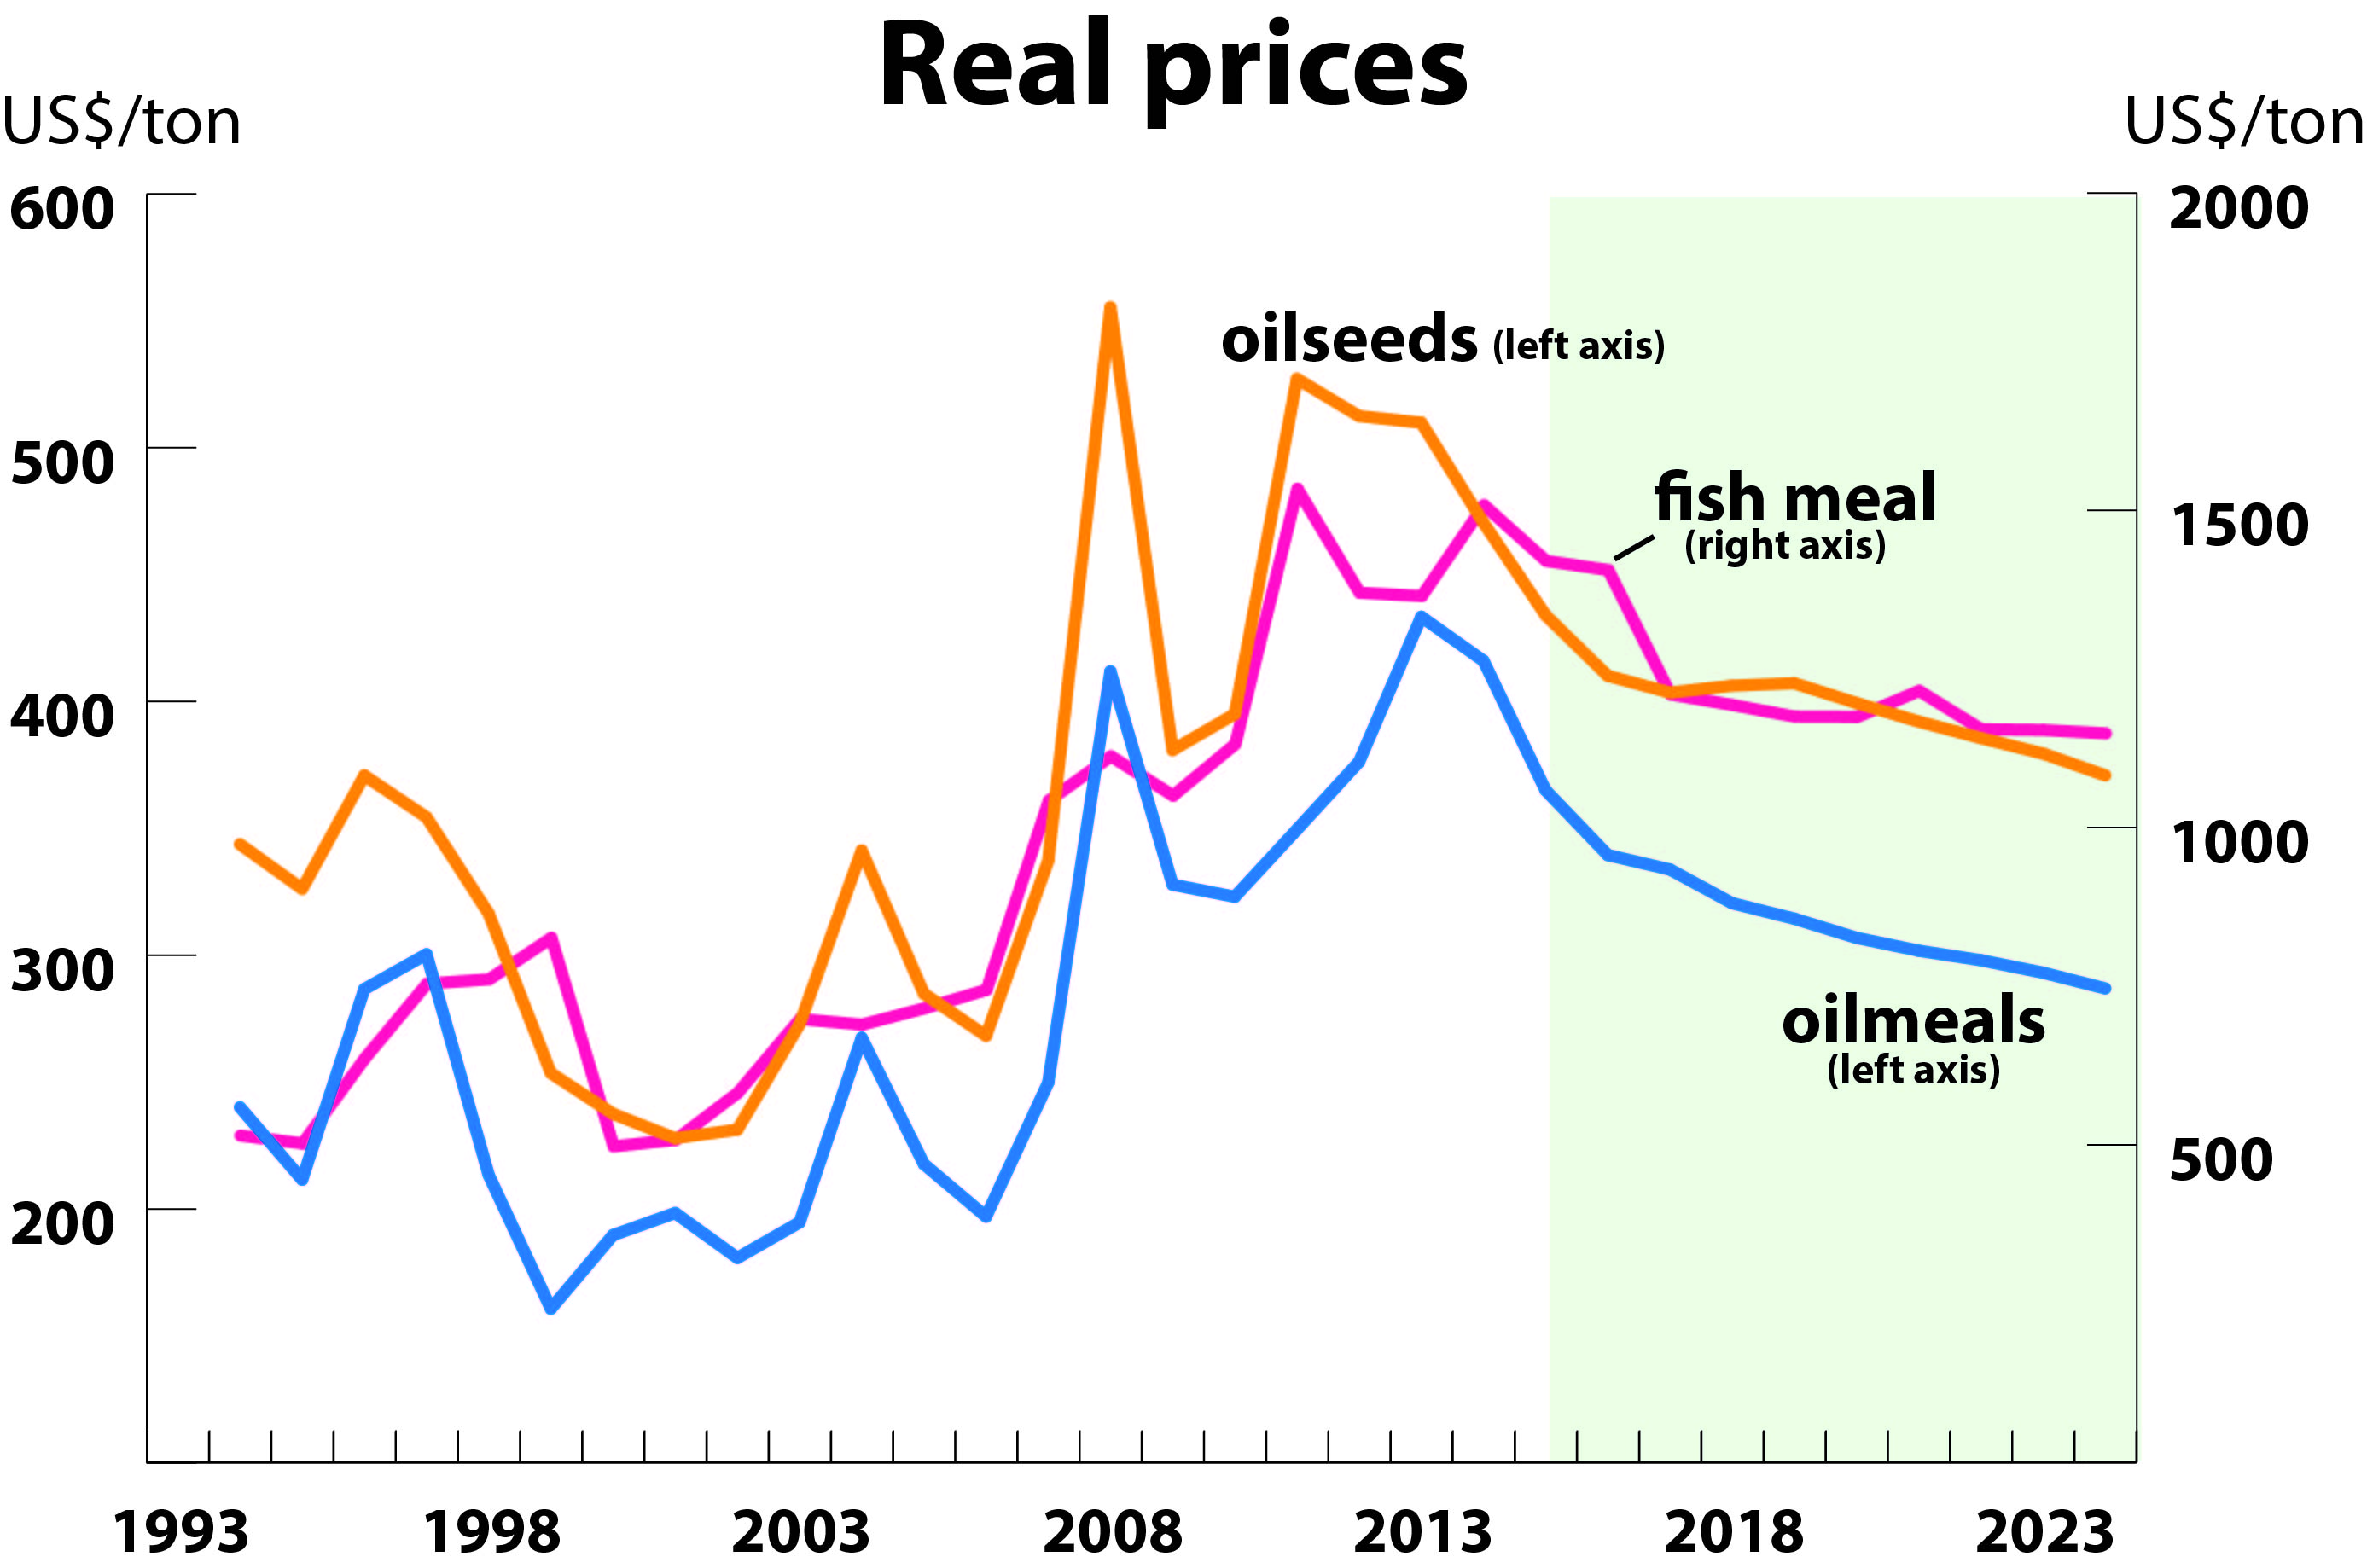 Real prices
US$/ton
US$/ton
600
500
400
300
200
2000
1500
1000
500
oilseeds (left axis)
fish meal
(right axis)
oilmeals
(left axis)
1993 1998 2003 2008 2013 2018 2023